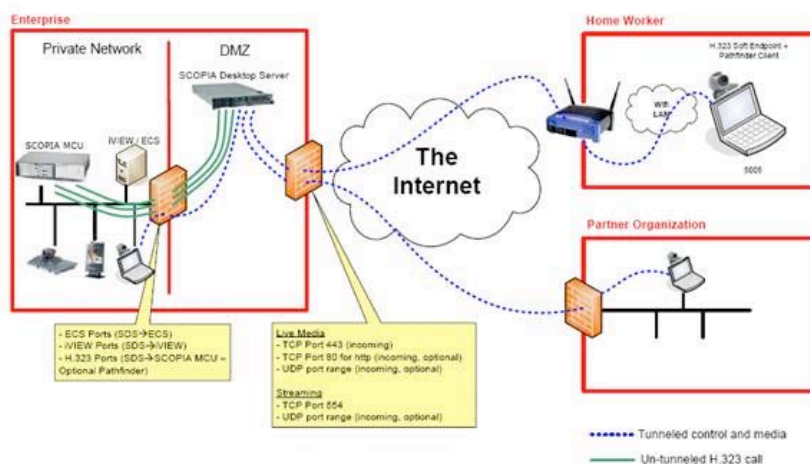 Enterprise
Private Network
DMZ
SCOPIA Desktop Server
SCOPIA MCU
iVIEW / ECS
The
Internet
Home Worker
H.323 Soft Endpoint +
Pathfinder Client
Wifi
LAN
Partner Organization
- ECS Ports (SDS→ECS)
- iVIEW Ports (SDS→iVIEW)
- H.323 Ports (SDS→SCOPIA MCU –
Optional Pathfinder)
Live Media
- TCP Port 443 (incoming)
- TCP Port 80 for http (incoming, optional)
- UDP port range (incoming, optional)
Streaming
- TCP Port 554
- UDP port range (incoming, optional)
Tunneled control and media
Un-tunneled H.323 call